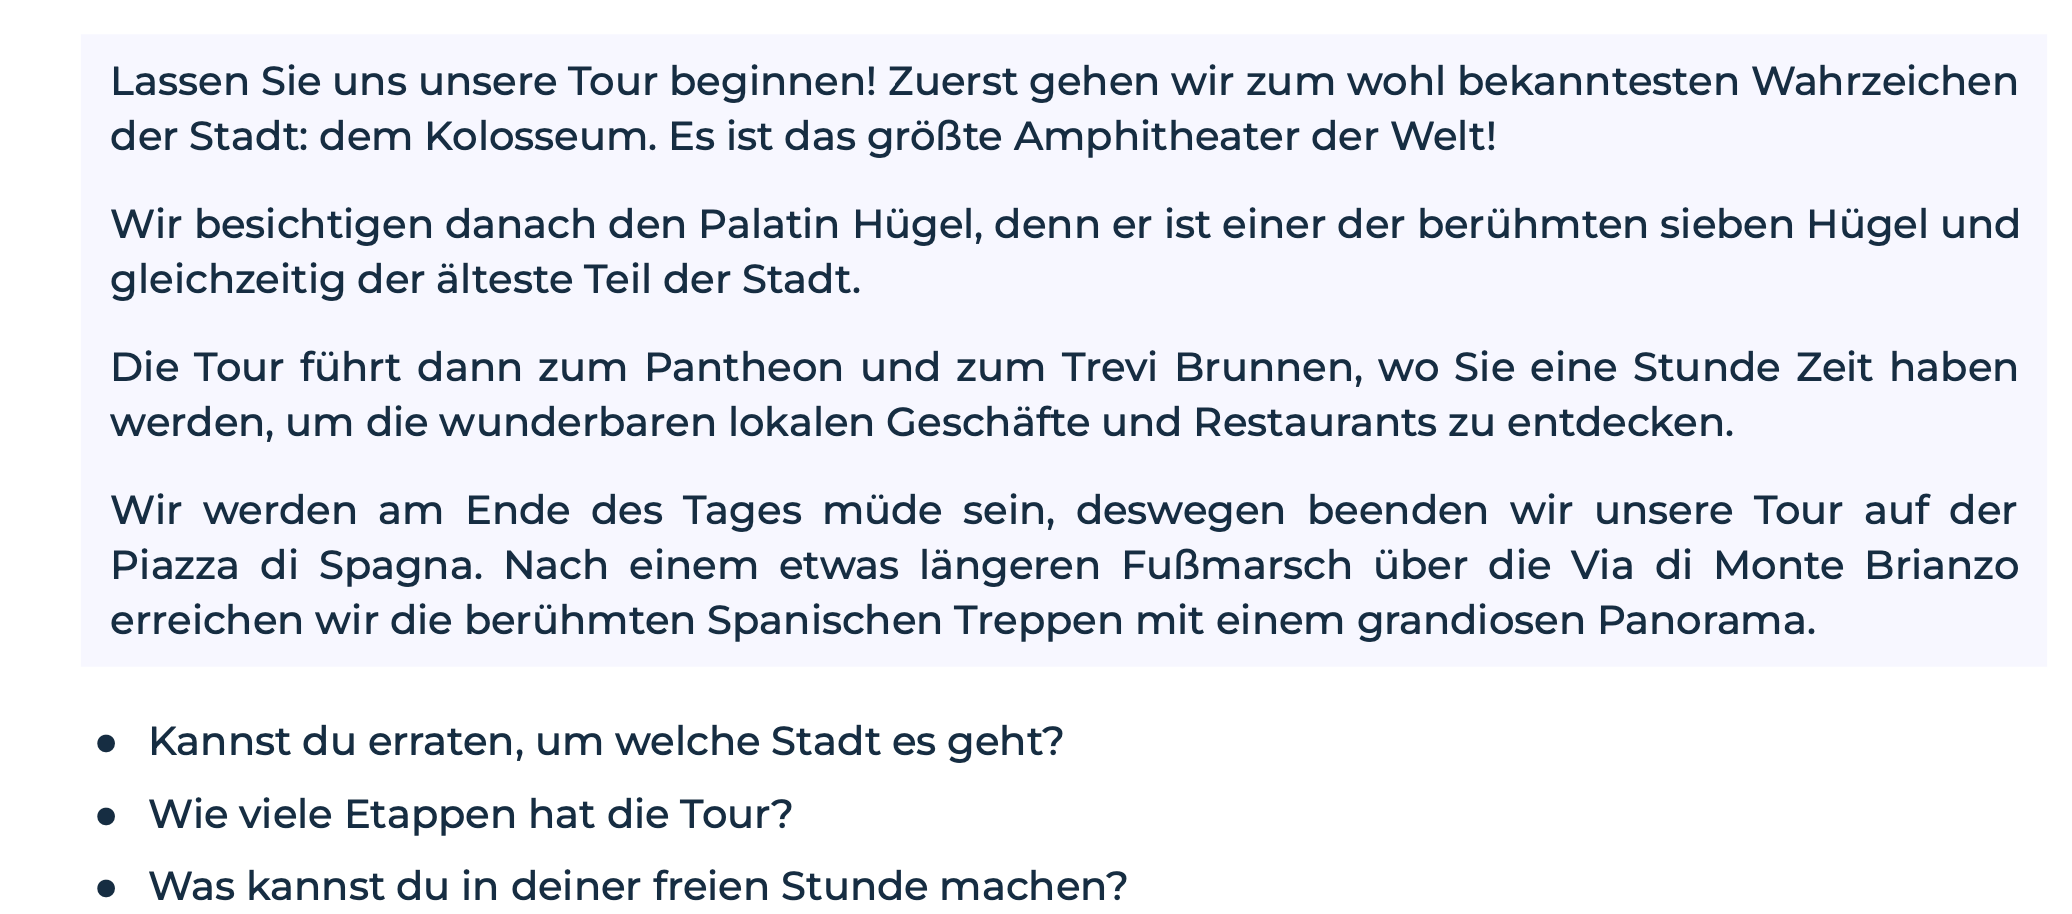 Lassen Sie uns unsere Tour beginnen! Zuerst gehen wir zum wohl bekanntesten Wahrzeichen
der Stadt: dem Kolosseum. Es ist das größte Amphitheater der Welt!
Wir besichtigen danach den Palatin Hügel, denn er ist einer der berühmten sieben Hügel und
gleichzeitig der älteste Teil der Stadt.
Die Tour führt dann zum Pantheon und zum Trevi Brunnen, wo Sie eine Stunde Zeit haben
werden, um die wunderbaren lokalen Geschäfte und Restaurants zu entdecken.
Wir werden am Ende des Tages müde sein, deswegen beenden wir unsere Tour auf der
Piazza di Spagna. Nach einem etwas längeren Fußmarsch über die Via di Monte Brianzo
erreichen wir die berühmten Spanischen Treppen mit einem grandiosen Panorama.
● Kannst du erraten, um welche Stadt es geht?
● Wie viele Etappen hat die Tour?
● Was kannst du in deiner freien Stunde machen?